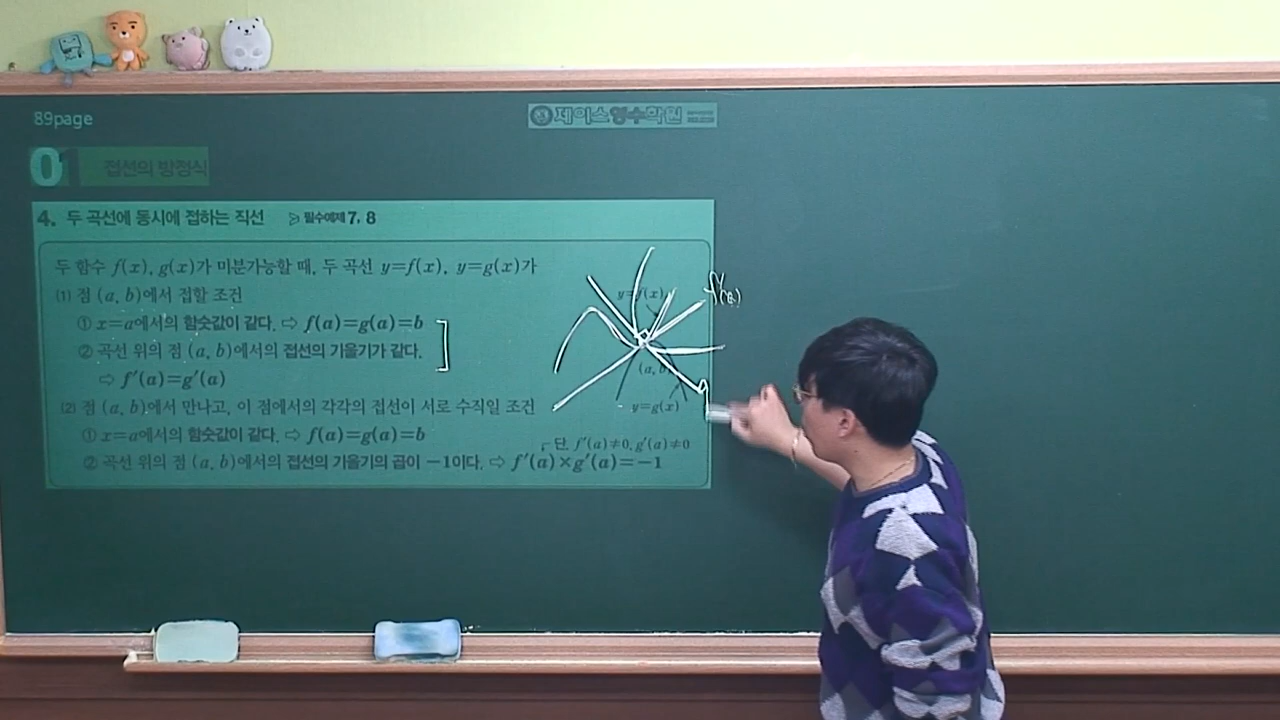 89page
제이스영수학원
0
접선의 방정식
4. 두 곡선에 동시에 접하는 직선 필수예제 7, 8
두 함수 f(x), g(x)가 미분가능할 때, 두 곡선 y=f(x), y=g(x)가
(1) 점 (a, b)에서 접할 조건
① x=a에서의 함숫값이 같다. ⇨ f(a)=g(a)=b
② 곡선 위의 점 (a, b)에서의 접선의 기울기가 같다.
⇨ f′(a)=g′(a)
(2) 점 (a, b)에서 만나고, 이 점에서의 각각의 접선이 서로 수직일 조건
① x=a에서의 함숫값이 같다. ⇨ f(a)=g(a)=b
단, f′(a)≠0, g′(a)≠0
② 곡선 위의 점 (a, b)에서의 접선의 기울기의 곱이 −1이다. ⇨ f′(a)×g′(a)=−1
y=f(x)
f′(a)
(a, b)
y=g(x)